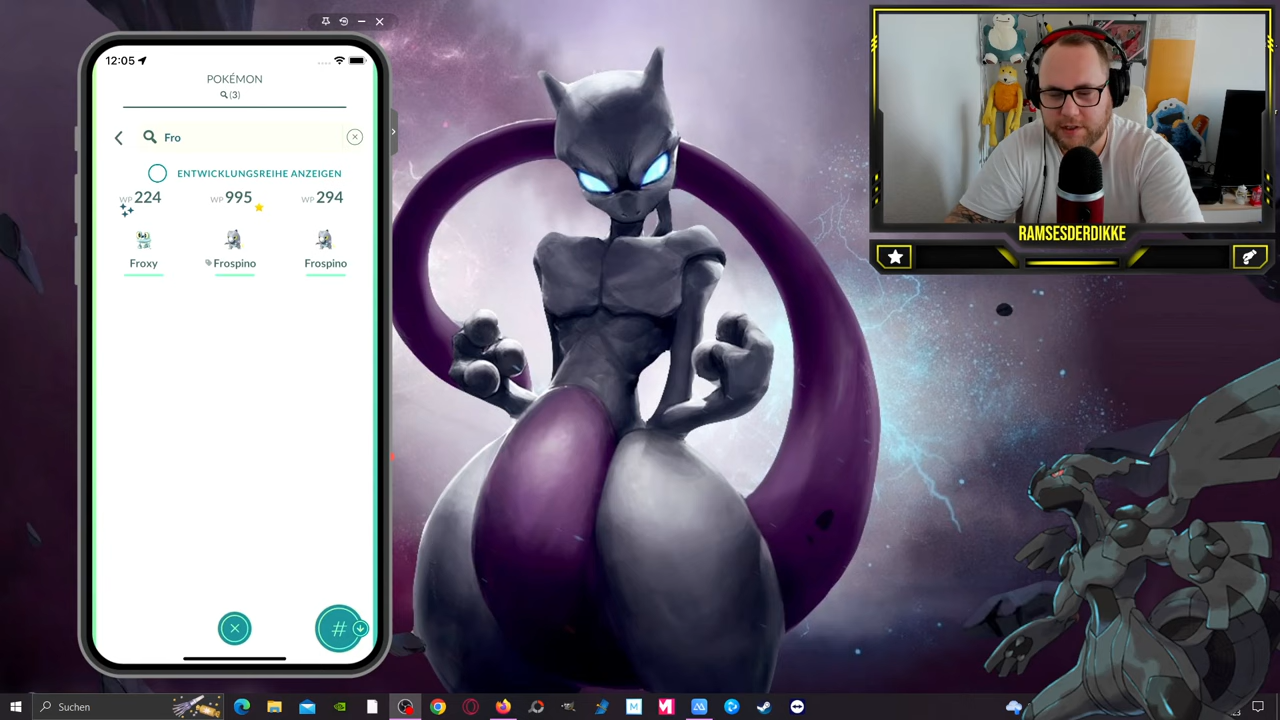 12:05
POKÉMON
(3)
Fro
ENTWICKLUNGSREIHE ANZEIGEN
WP 224
WP 995
WP 294
Froxy
Frospino
Frospino
#
RAMSESDERDIKKE
Suchen